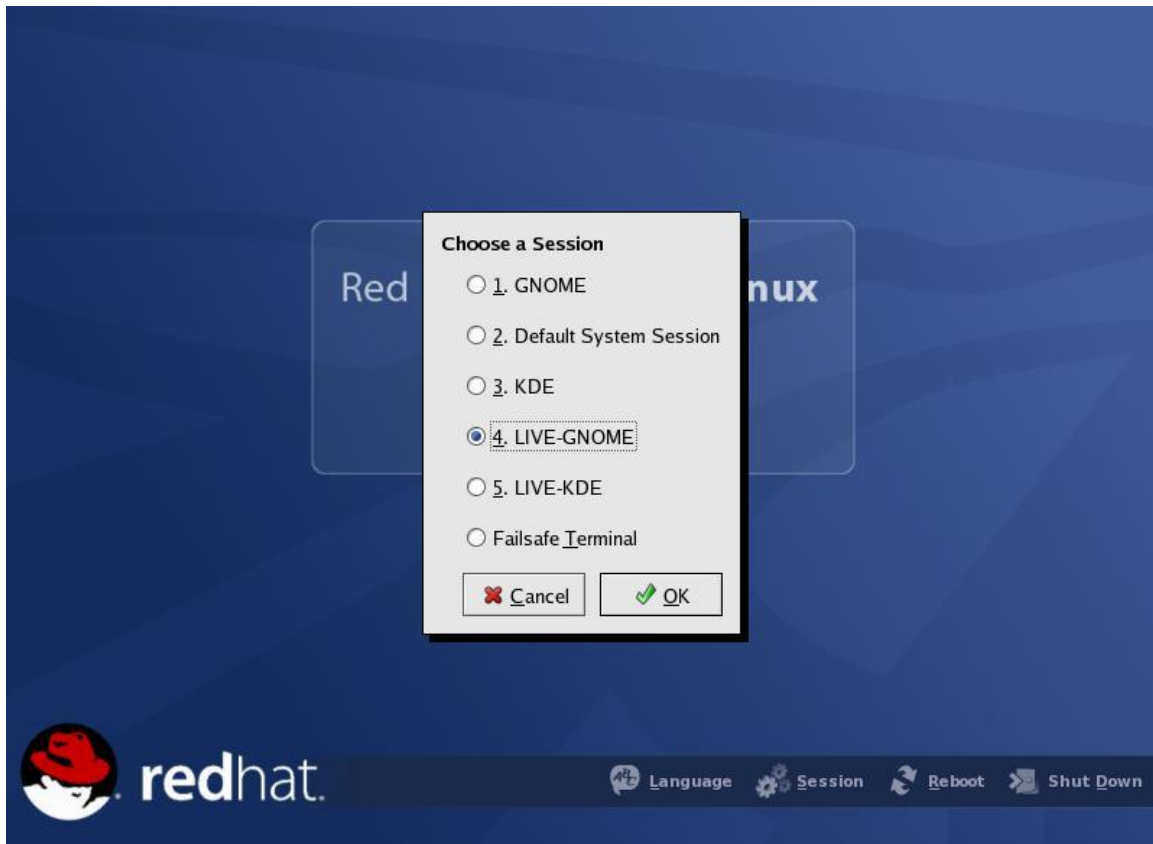 Choose a Session
1. GNOME
2. Default System Session
3. KDE
4. LIVE-GNOME
5. LIVE-KDE
Failsafe Terminal
Cancel OK
Red nux
redhat.
Language Session Reboot Shut Down